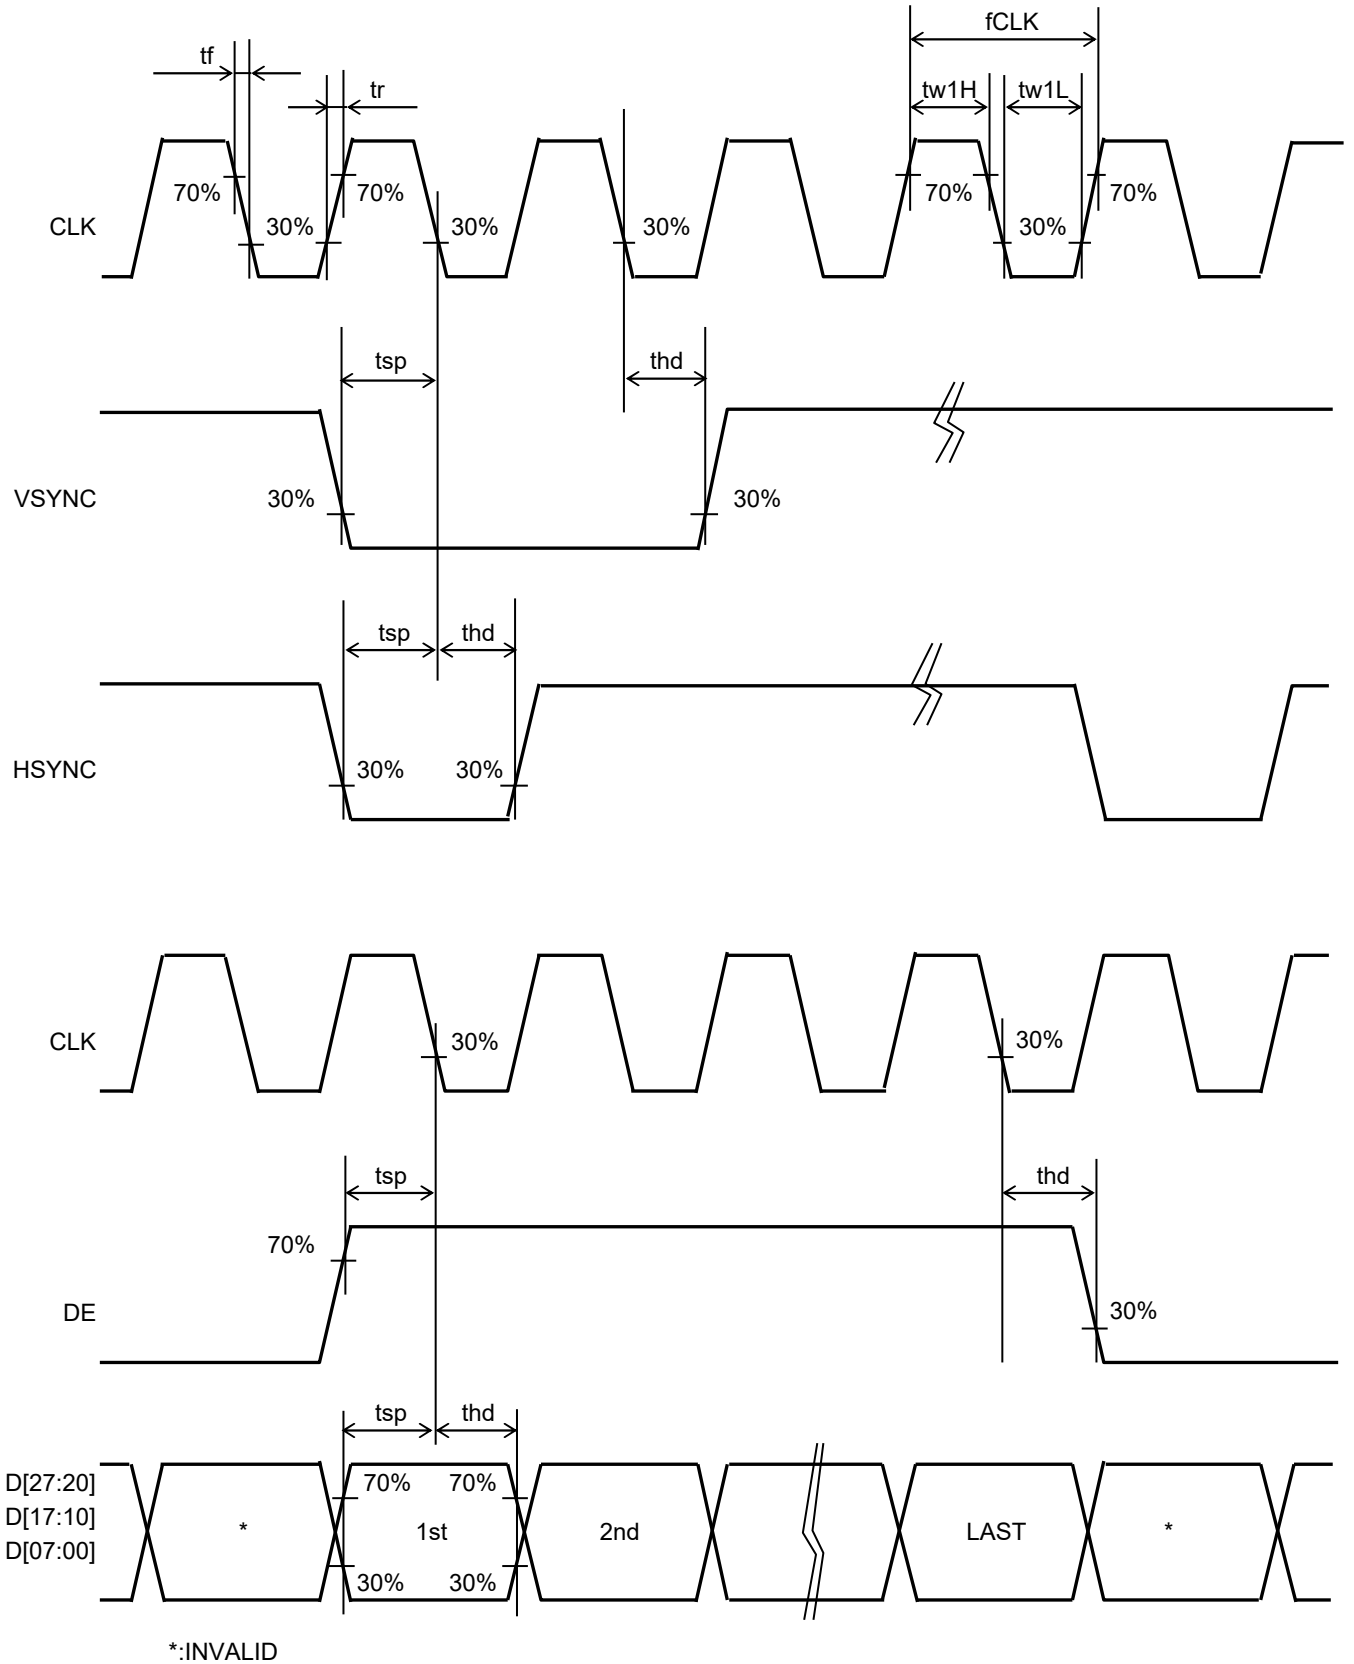 fCLK
tf
tr
tw1H
tw1L
70%
70%
70%
70%
CLK
30%
30%
30%
30%
tsp
thd
VSYNC
30%
30%
tsp
thd
HSYNC
30%
30%
CLK
30%
30%
tsp
thd
70%
DE
30%
tsp
thd
D[27:20]
70%
70%
D[17:10]
*
1st
2nd
LAST
*
D[07:00]
30%
30%
*:INVALID